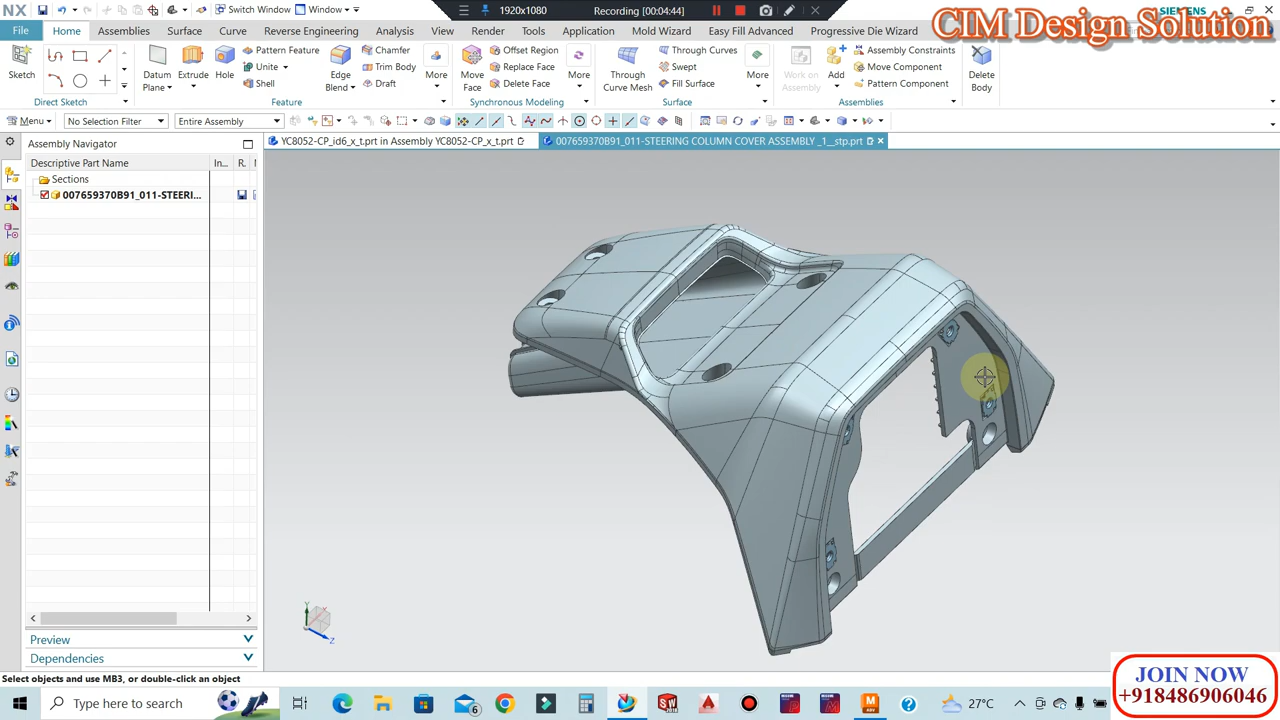 NX
Switch Window
Window
1920x1080
Recording [00:04:44]
SIEMENS
CIM Design Solution
File
Home
Assemblies
Surface
Curve
Reverse Engineering
Analysis
View
Render
Tools
Application
Mold Wizard
Easy Fill Advanced
Progressive Die Wizard
Sketch
Direct Sketch
Datum Plane
Extrude
Hole
Pattern Feature
Unite
Shell
Edge Blend
Chamfer
Trim Body
Draft
More
Feature
Move Face
Offset Region
Replace Face
Delete Face
More
Synchronous Modeling
Through Curve Mesh
Through Curves
Swept
Fill Surface
More
Surface
Work on Assembly
Add
Assembly Constraints
Move Component
Pattern Component
Assemblies
Delete Body
Menu
No Selection Filter
Entire Assembly
Assembly Navigator
YC8052-CP_id6_x_t.prt in Assembly YC8052-CP_x_t.prt
007659370B91_011-STEERING COLUMN COVER ASSEMBLY _1__stp.prt
Descriptive Part Name
In...
R.
Sections
007659370B91_011-STEERI...
Y
Z
Preview
Dependencies
Select objects and use MB3, or double-click an object
JOIN NOW
+918486906046
Type here to search
6
27°C